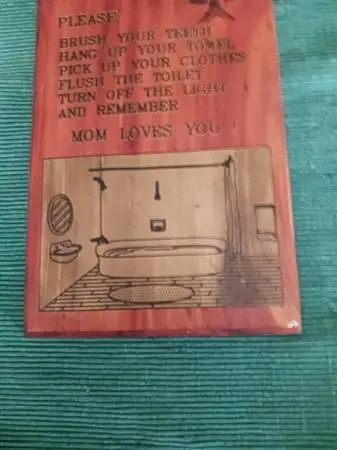 PLEASE
BRUSH YOUR TEETH
HANG UP YOUR TOWEL
PICK UP YOUR CLOTHES
FLUSH THE TOILET
TURN OFF THE LIGHT
AND REMEMBER
MOM LOVES YOU